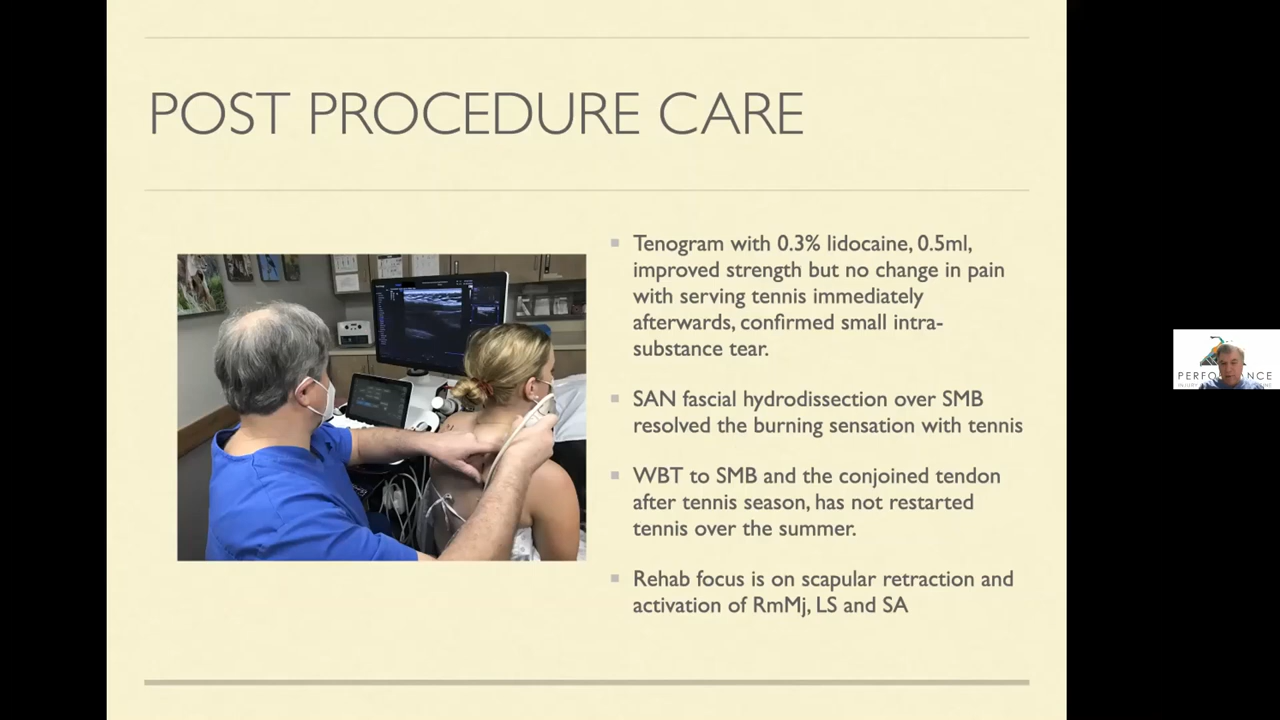 POST PROCEDURE CARE
Tenogram with 0.3% lidocaine, 0.5ml,
improved strength but no change in pain
with serving tennis immediately
afterwards, confirmed small intra-
substance tear.
SAN fascial hydrodissection over SMB
resolved the burning sensation with tennis
WBT to SMB and the conjoined tendon
after tennis season, has not restarted
tennis over the summer.
Rehab focus is on scapular retraction and
activation of RmMj, LS and SA